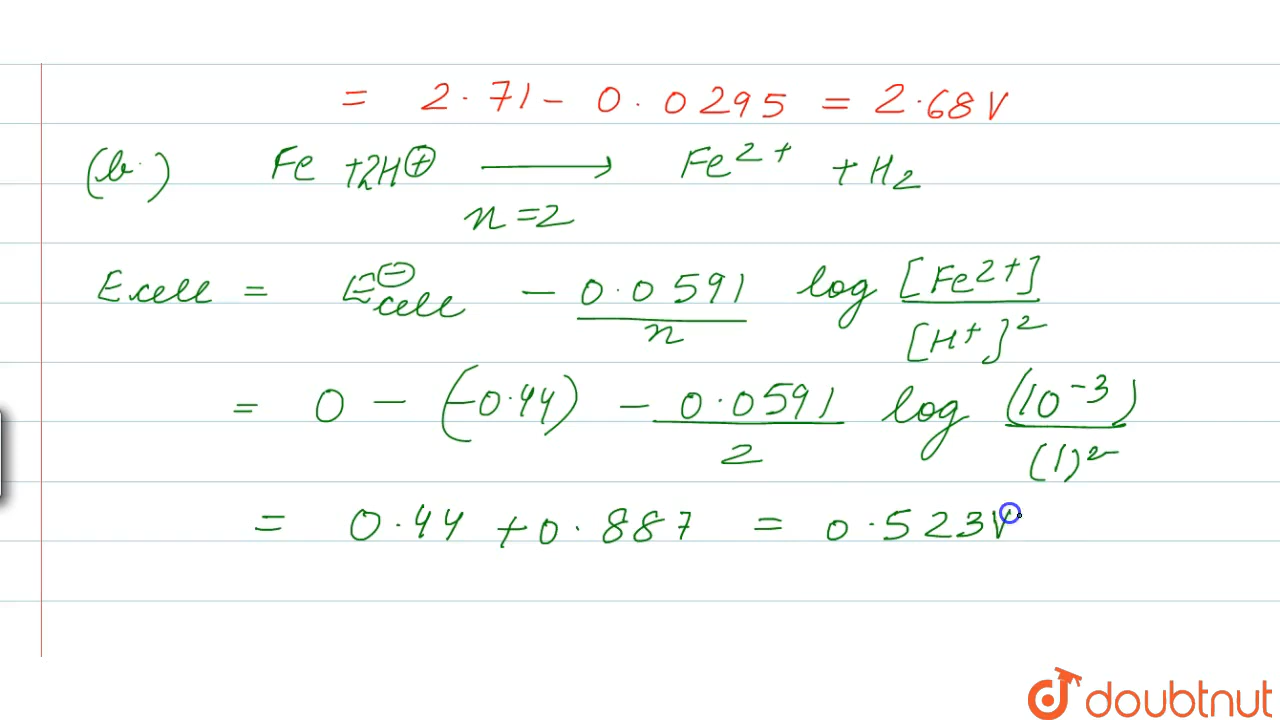 = 2.71 - 0.0295 = 2.68V
(b.) Fe + 2H⊕ ⟶ Fe²⁺ + H₂
n = 2
Ecell = E⊖cell - 0.0591/n log [Fe²⁺]/[H⁺]²
= 0 - (-0.44) - 0.0591/2 log (10⁻³)/(1)²
= 0.44 + 0.887 = 0.523V
doubtnut